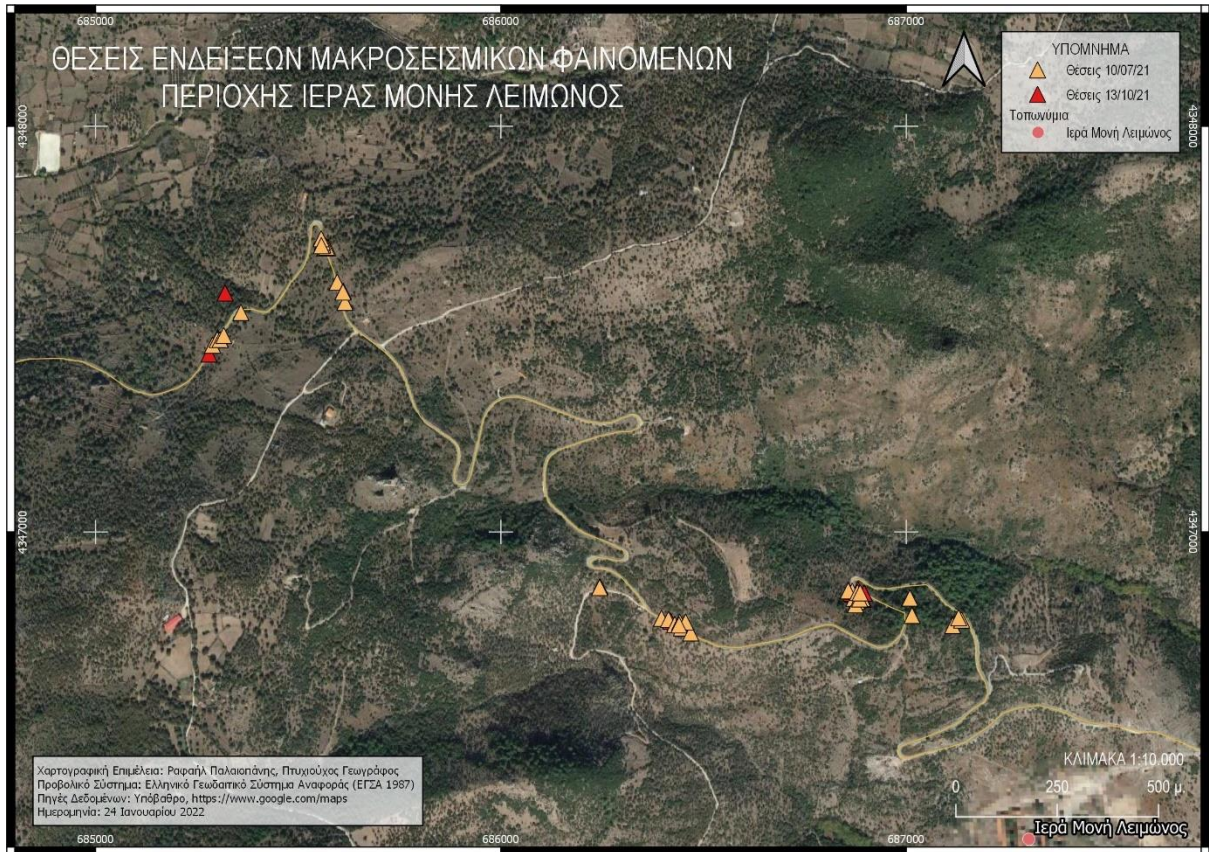 685000
686000
687000
ΘΕΣΕΙΣ ΕΝΔΕΙΞΕΩΝ ΜΑΚΡΟΣΕΙΣΜΙΚΩΝ ΦΑΙΝΟΜΕΝΩΝ
ΠΕΡΙΟΧΗΣ ΙΕΡΑΣ ΜΟΝΗΣ ΛΕΙΜΩΝΟΣ
ΥΠΟΜΝΗΜΑ
Θέσεις 10/07/21
Θέσεις 13/10/21
Τοπωνύμια
Ιερά Μονή Λειμώνος
4348000
4348000
4347000
4347000
ΚΛΙΜΑΚΑ 1:10.000
0 250 500 μ.
Ιερά Μονή Λειμώνος
Χαρτογραφική Επιμέλεια: Ραφαήλ Παλαιοπάνης, Πτυχιούχος Γεωγράφος
Προβολικό Σύστημα: Ελληνικό Γεωδαιτικό Σύστημα Αναφοράς (ΕΓΣΑ 1987)
Πηγές Δεδομένων: Υπόβαθρο, https://www.google.com/maps
Ημερομηνία: 24 Ιανουαρίου 2022
685000
686000
687000